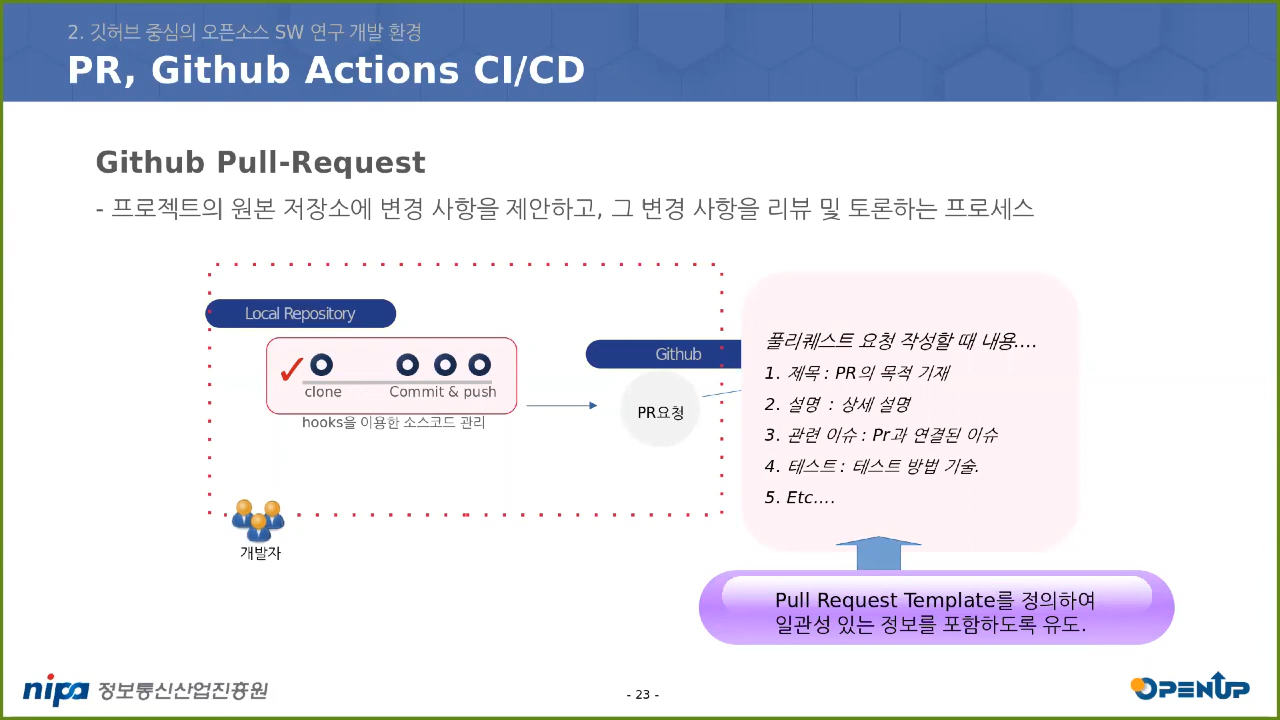 2. 깃허브 중심의 오픈소스 SW 연구 개발 환경
PR, Github Actions CI/CD
Github Pull-Request
- 프로젝트의 원본 저장소에 변경 사항을 제안하고, 그 변경 사항을 리뷰 및 토론하는 프로세스
Local Repository
clone
Commit & push
hooks을 이용한 소스코드 관리
개발자
Github
PR요청
풀리퀘스트 요청 작성할 때 내용....
1. 제목 : PR의 목적 기재
2. 설명 : 상세 설명
3. 관련 이슈 : Pr과 연결된 이슈
4. 테스트 : 테스트 방법 기술.
5. Etc....
Pull Request Template를 정의하여
일관성 있는 정보를 포함하도록 유도.
nipa 정보통신산업진흥원
- 23 -
OPENUP